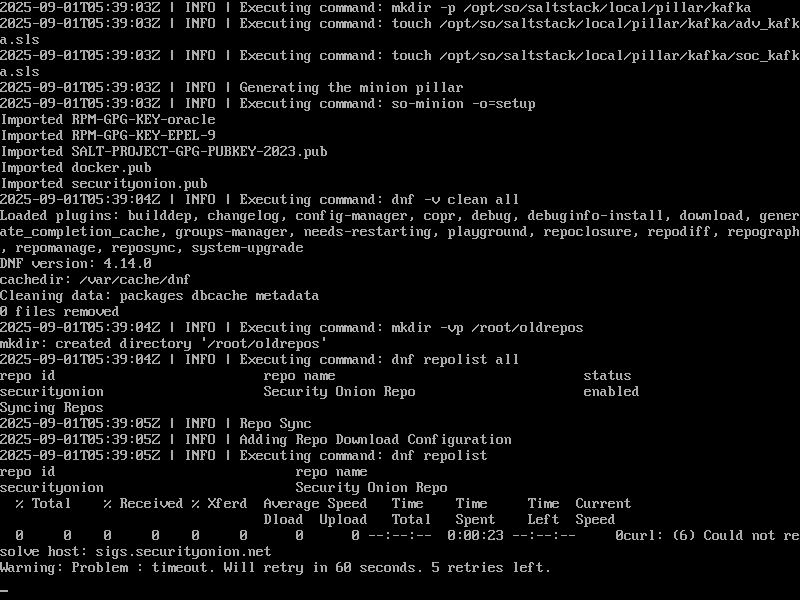 2025-09-01T05:39:03Z | INFO | Executing command: mkdir -p /opt/so/saltstack/local/pillar/kafka
2025-09-01T05:39:03Z | INFO | Executing command: touch /opt/so/saltstack/local/pillar/kafka/adv_kafk
a.sls
2025-09-01T05:39:03Z | INFO | Executing command: touch /opt/so/saltstack/local/pillar/kafka/soc_kafk
a.sls
2025-09-01T05:39:03Z | INFO | Generating the minion pillar
2025-09-01T05:39:03Z | INFO | Executing command: so-minion -o=setup
Imported RPM-GPG-KEY-oracle
Imported RPM-GPG-KEY-EPEL-9
Imported SALT-PROJECT-GPG-PUBKEY-2023.pub
Imported docker.pub
Imported securityonion.pub
2025-09-01T05:39:04Z | INFO | Executing command: dnf -v clean all
Loaded plugins: builddep, changelog, config-manager, copr, debug, debuginfo-install, download, gener
ate_completion_cache, groups-manager, needs-restarting, playground, repoclosure, repodiff, repograph
, repomanage, reposync, system-upgrade
DNF version: 4.14.0
cachedir: /var/cache/dnf
Cleaning data: packages dbcache metadata
0 files removed
2025-09-01T05:39:04Z | INFO | Executing command: mkdir -vp /root/oldrepos
mkdir: created directory '/root/oldrepos'
2025-09-01T05:39:04Z | INFO | Executing command: dnf repolist all
repo id                          repo name                               status
securityonion                    Security Onion Repo                     enabled
Syncing Repos
2025-09-01T05:39:05Z | INFO | Repo Sync
2025-09-01T05:39:05Z | INFO | Adding Repo Download Configuration
2025-09-01T05:39:05Z | INFO | Executing command: dnf repolist
repo id                              repo name
securityonion                        Security Onion Repo
  % Total    % Received % Xferd  Average Speed   Time    Time     Time  Current
                                 Dload  Upload   Total   Spent    Left  Speed
  0     0    0     0    0     0      0      0 --:--:--  0:00:23 --:--:--     0curl: (6) Could not re
solve host: sigs.securityonion.net
Warning: Problem : timeout. Will retry in 60 seconds. 5 retries left.
_